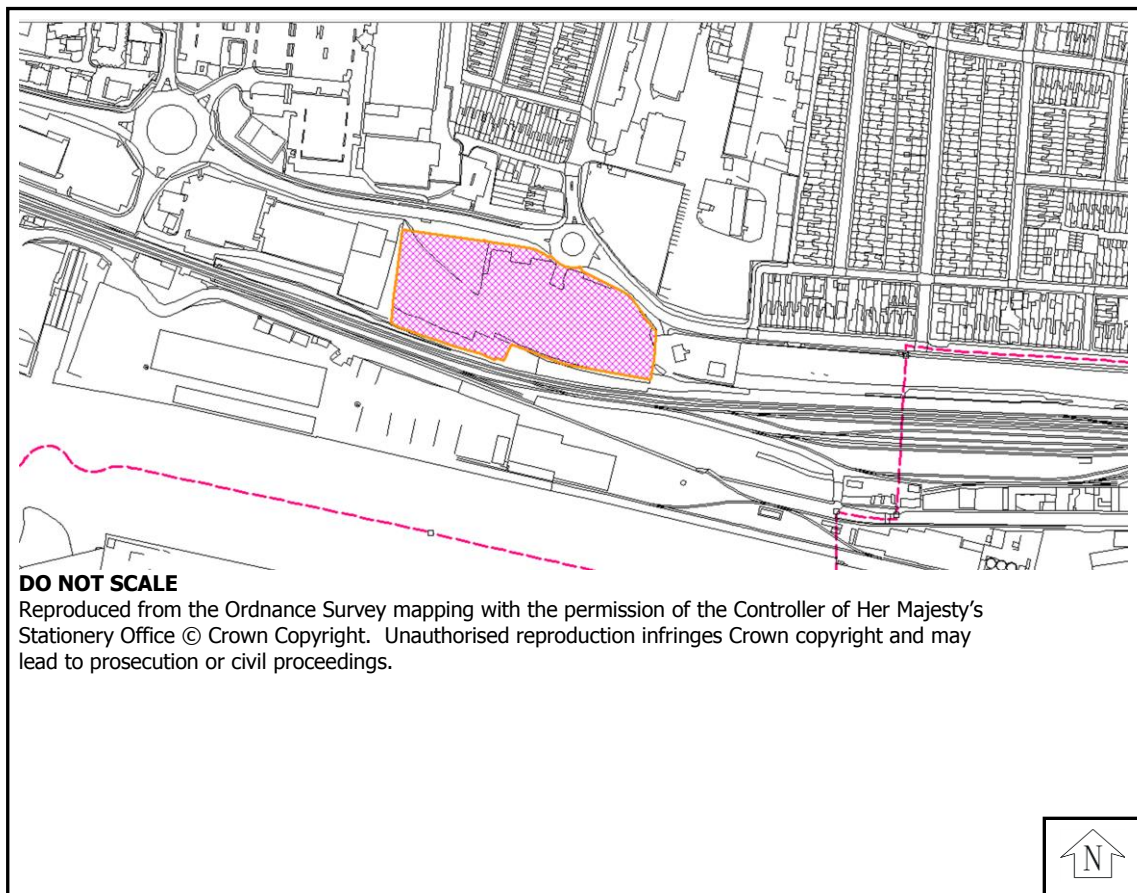 DO NOT SCALE
Reproduced from the Ordnance Survey mapping with the permission of the Controller of Her Majesty’s
Stationery Office © Crown Copyright.  Unauthorised reproduction infringes Crown copyright and may
lead to prosecution or civil proceedings.
N